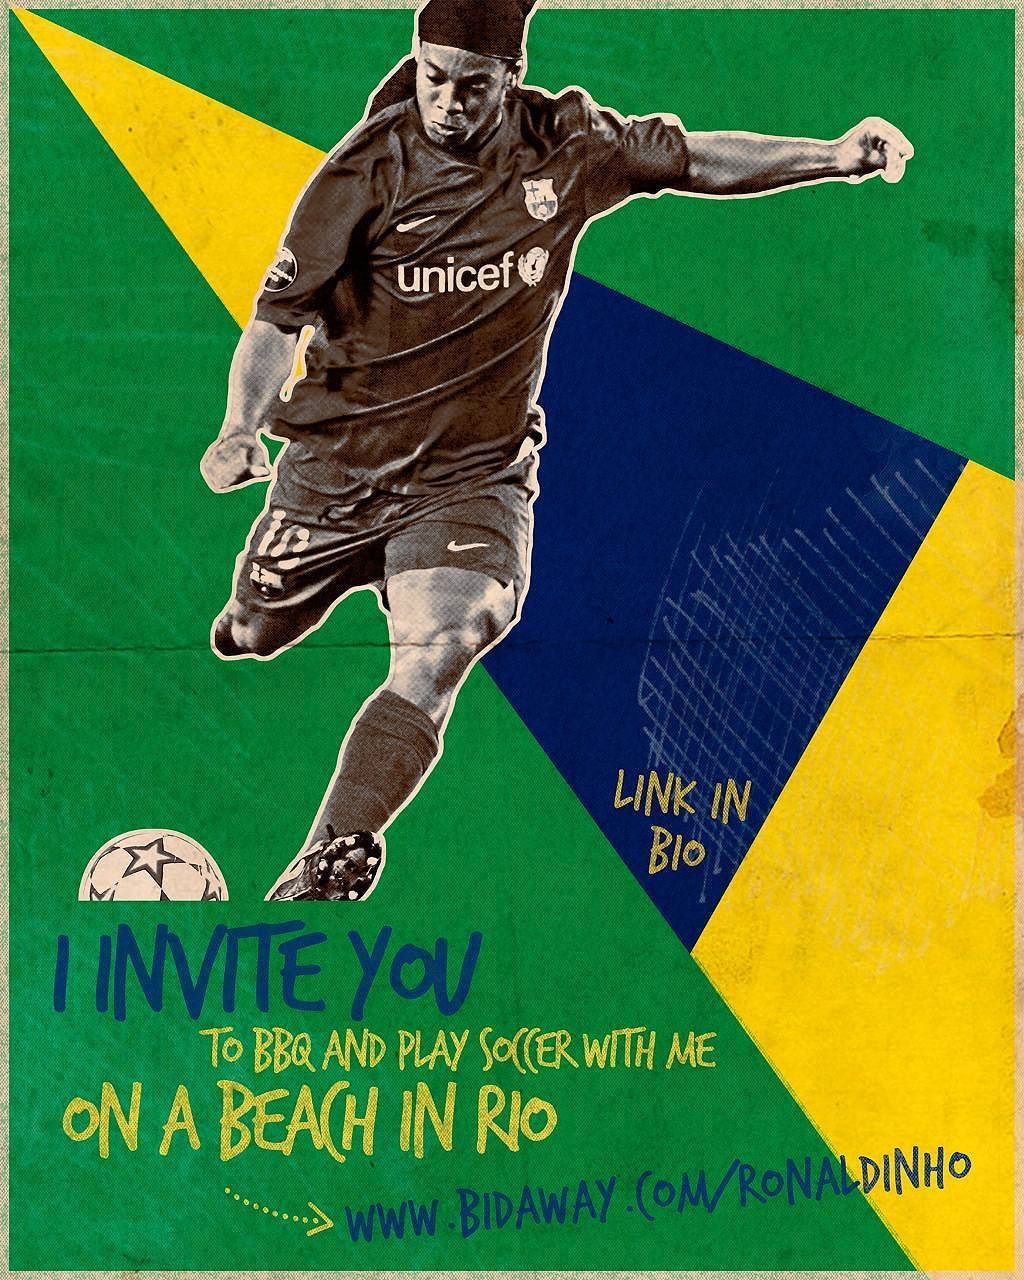 unicef
10
LINK IN
BIO
I INVITE YOU
TO BBQ AND PLAY SOCCER WITH ME
ON A BEACH IN RIO
WWW.BIDAWAY.COM/RONALDINHO